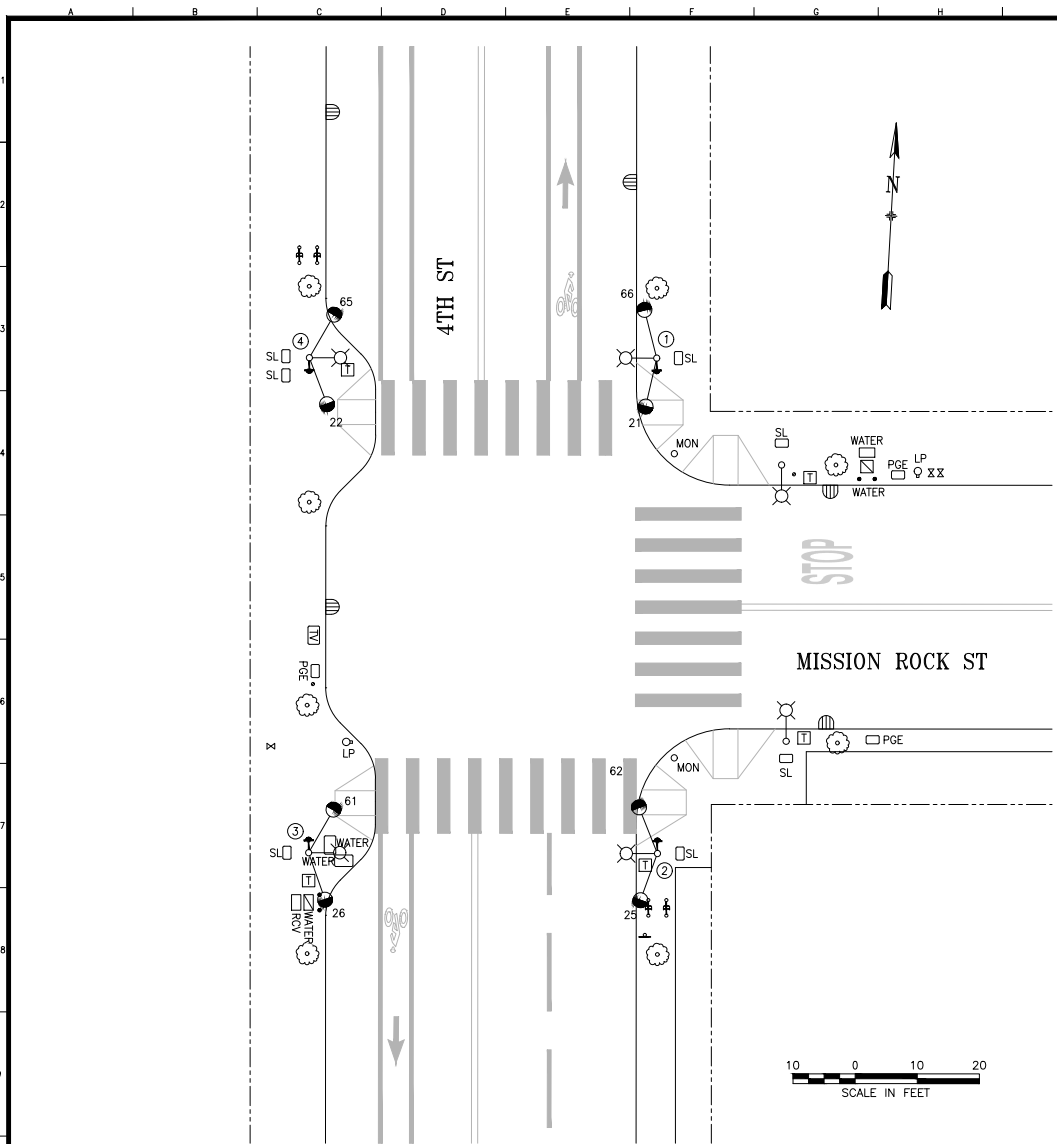 A B C D E F G H
1
2
N
4TH ST
65
66
3
4
1
SL
T
SL
SL
22
21
SL
WATER
MON
PGE
LP
4
T
WATER
STOP
5
TV
MISSION ROCK ST
PGE
6
T
PGE
LP
MON
SL
62
61
7
3
WATER
SL
WATER
SL
T
2
T
RCV
WATER
26
25
8
10 0 10 20
SCALE IN FEET